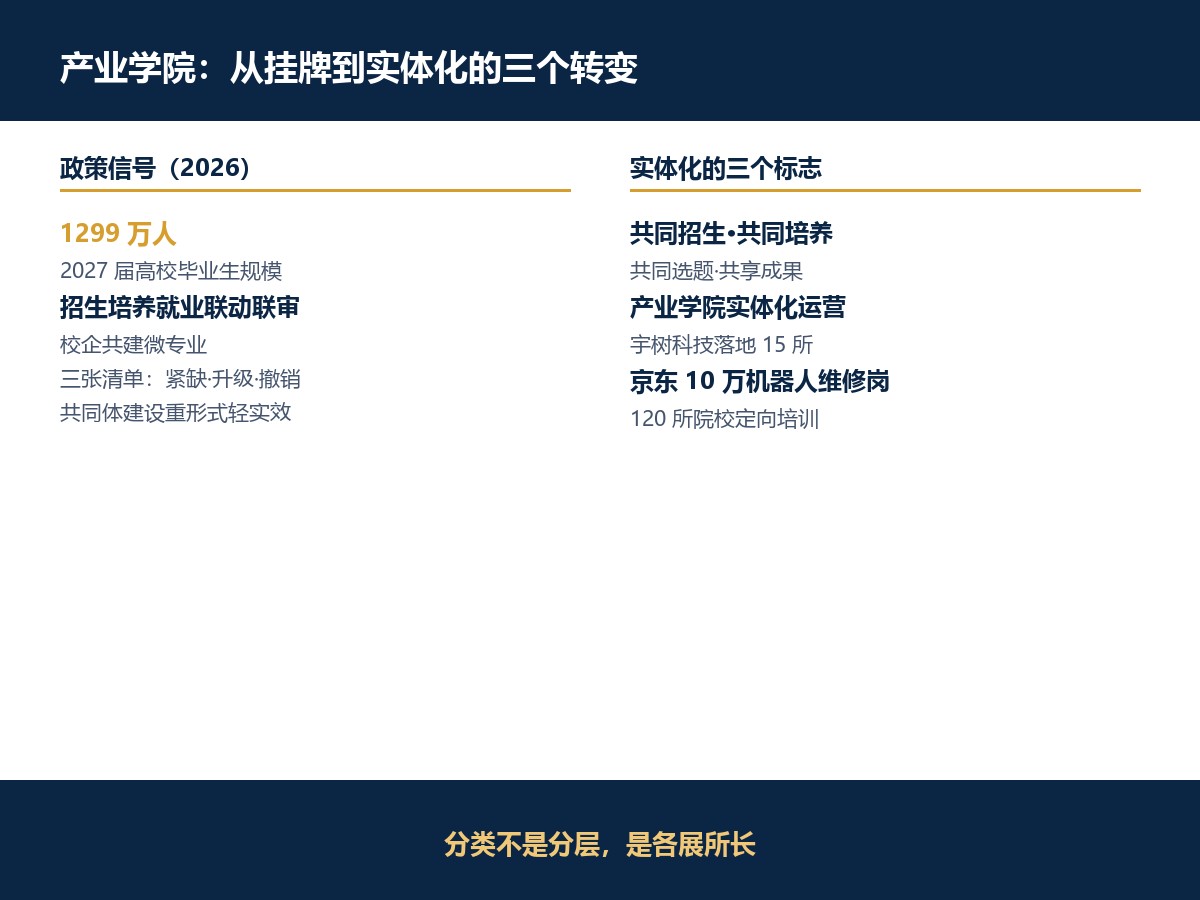 产业学院：从挂牌到实体化的三个转变
政策信号（2026）
1299 万人
2027 届高校毕业生规模
招生培养就业联动联审
校企共建微专业
三张清单：紧缺·升级·撤销
共同体建设重形式轻实效
实体化的三个标志
共同招生•共同培养
共同选题·共享成果
产业学院实体化运营
宇树科技落地 15 所
京东 10 万机器人维修岗
120 所院校定向培训
分类不是分层，是各展所长